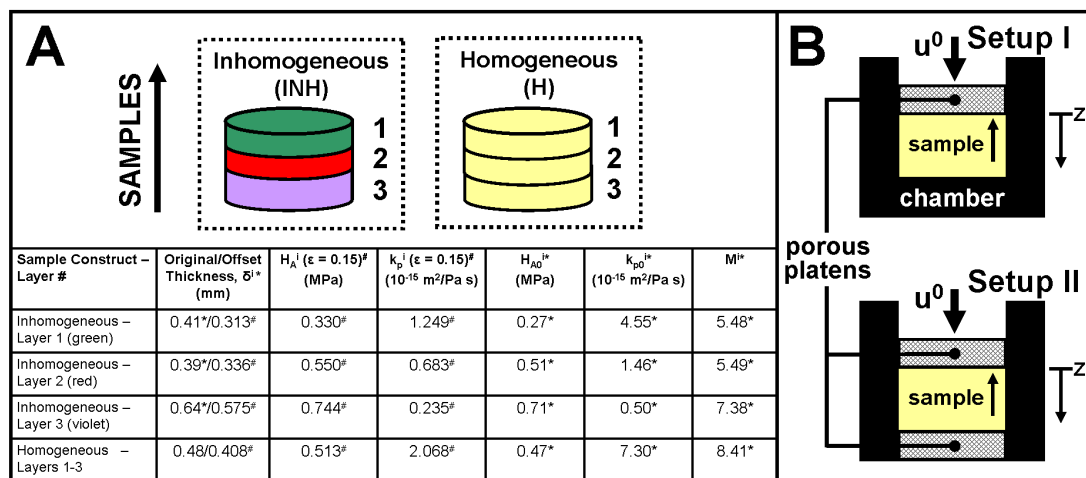 A
SAMPLES
Inhomogeneous
(INH)
1
2
3
Homogeneous
(H)
1
2
3
Sample Construct – Layer #
Original/Offset Thickness, δⁱ* (mm)
H_Aⁱ (ε = 0.15)# (MPa)
k_pⁱ (ε = 0.15)# (10⁻¹⁵ m²/Pa s)
H_A0ⁱ* (MPa)
k_p0ⁱ* (10⁻¹⁵ m²/Pa s)
Mⁱ*
Inhomogeneous – Layer 1 (green) 0.41*/0.313# 0.330# 1.249# 0.27* 4.55* 5.48*
Inhomogeneous – Layer 2 (red) 0.39*/0.336# 0.550# 0.683# 0.51* 1.46* 5.49*
Inhomogeneous – Layer 3 (violet) 0.64*/0.575# 0.744# 0.235# 0.71* 0.50* 7.38*
Homogeneous – Layers 1-3 0.48/0.408# 0.513# 2.068# 0.47* 7.30* 8.41*
B
u⁰ Setup I
z
sample
chamber
porous
platens
u⁰ Setup II
z
sample